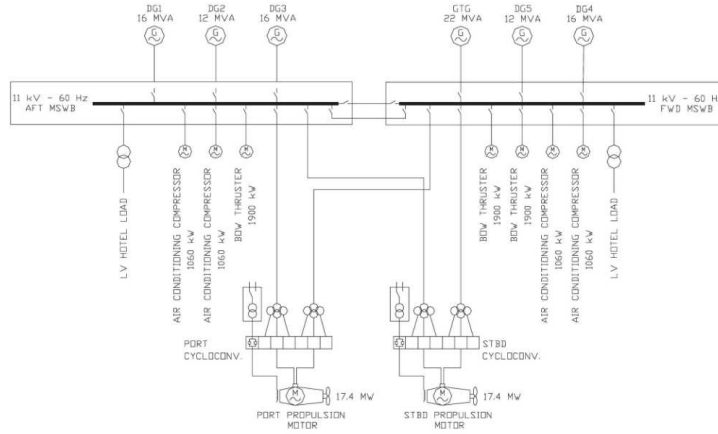 DG1
16 MVA
DG2
12 MVA
DG3
16 MVA
GTG
22 MVA
DG5
12 MVA
DG4
16 MVA
G
G
G
G
G
G
11 kV - 60 Hz
AFT MSWB
11 kV - 60 Hz
FWD MSWB
M
M
M
M
M
M
M
LV HOTEL LOAD
AIR CONDITIONING COMPRESSOR
1060 kW
AIR CONDITIONING COMPRESSOR
1060 kW
BOW THRUSTER
1900 kW
BOW THRUSTER
1900 kW
BOW THRUSTER
1900 kW
AIR CONDITIONING COMPRESSOR
1060 kW
AIR CONDITIONING COMPRESSOR
1060 kW
LV HOTEL LOAD
PORT
CYCLOCONV.
STBD
CYCLOCONV.
M
17.4 MW
M
17.4 MW
PORT PROPULSION
MOTOR
STBD PROPULSION
MOTOR